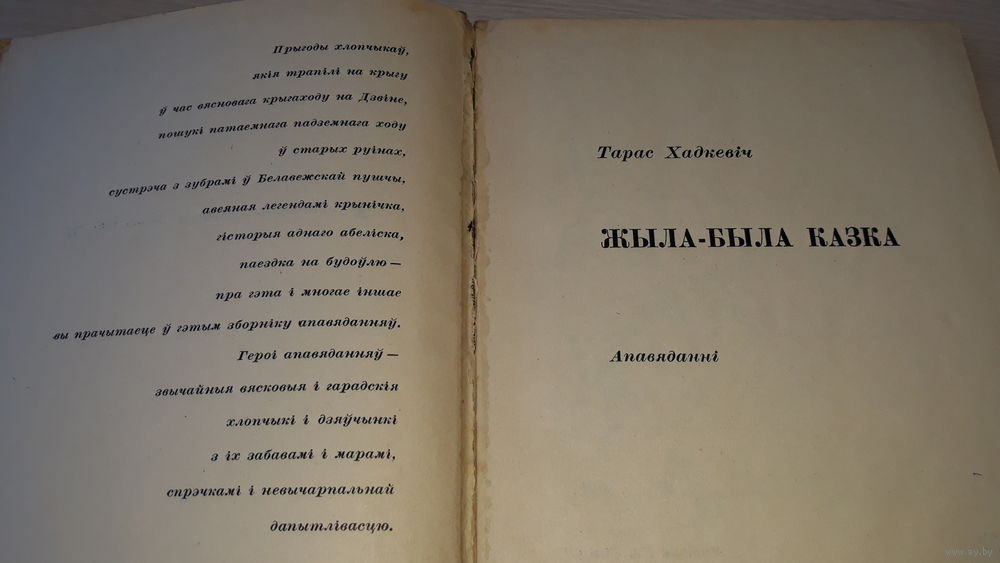 Прыгоды хлопчыкаў,
якія трапілі на крыгу
ў час вясновага крыгаходу на Дзвіне,
пошукі патаемнага падземнага ходу
ў старых руінах,
сустрэча з зубрамі ў Белавежскай пушчы,
авеяная легендамі крынічка,
гісторыя аднаго абеліска,
паездка на будоўлю —
пра гэта і многае іншае
вы прачытаеце ў гэтым зборніку апавяданняў.
Героі апавяданняў —
звычайныя вясковыя і гарадскія
хлопчыкі і дзяўчынкі
з іх забавамі і марамі,
спрэчкамі і невычарпальнай
дапытлівасцю.
Тарас Хадкевіч
ЖЫЛА-БЫЛА КАЗКА
Апавяданні
www.ay.by